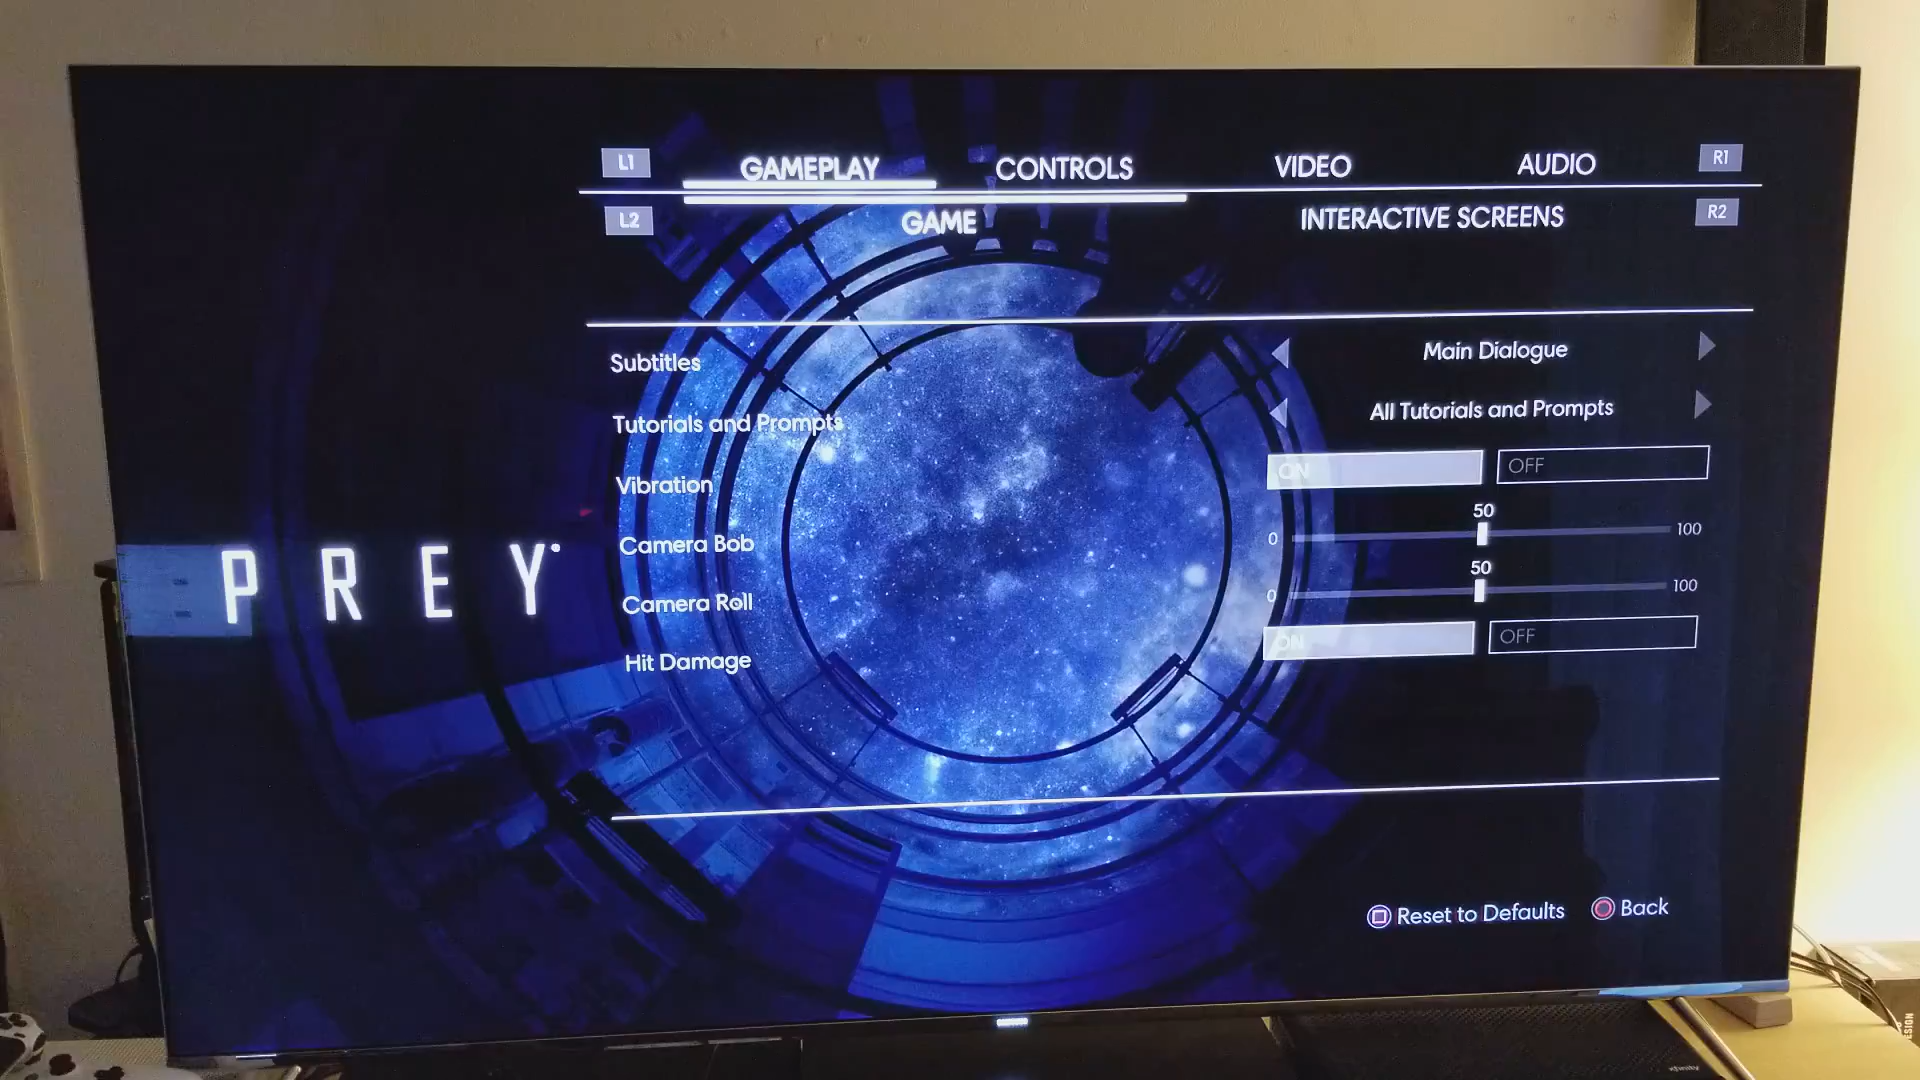 L1 GAMEPLAY CONTROLS VIDEO AUDIO R1
L2 GAME INTERACTIVE SCREENS R2
Subtitles Main Dialogue
Tutorials and Prompts All Tutorials and Prompts
Vibration ON OFF
Camera Bob 0 50 100
Camera Roll 0 50 100
Hit Damage ON OFF
PREY
Reset to Defaults Back